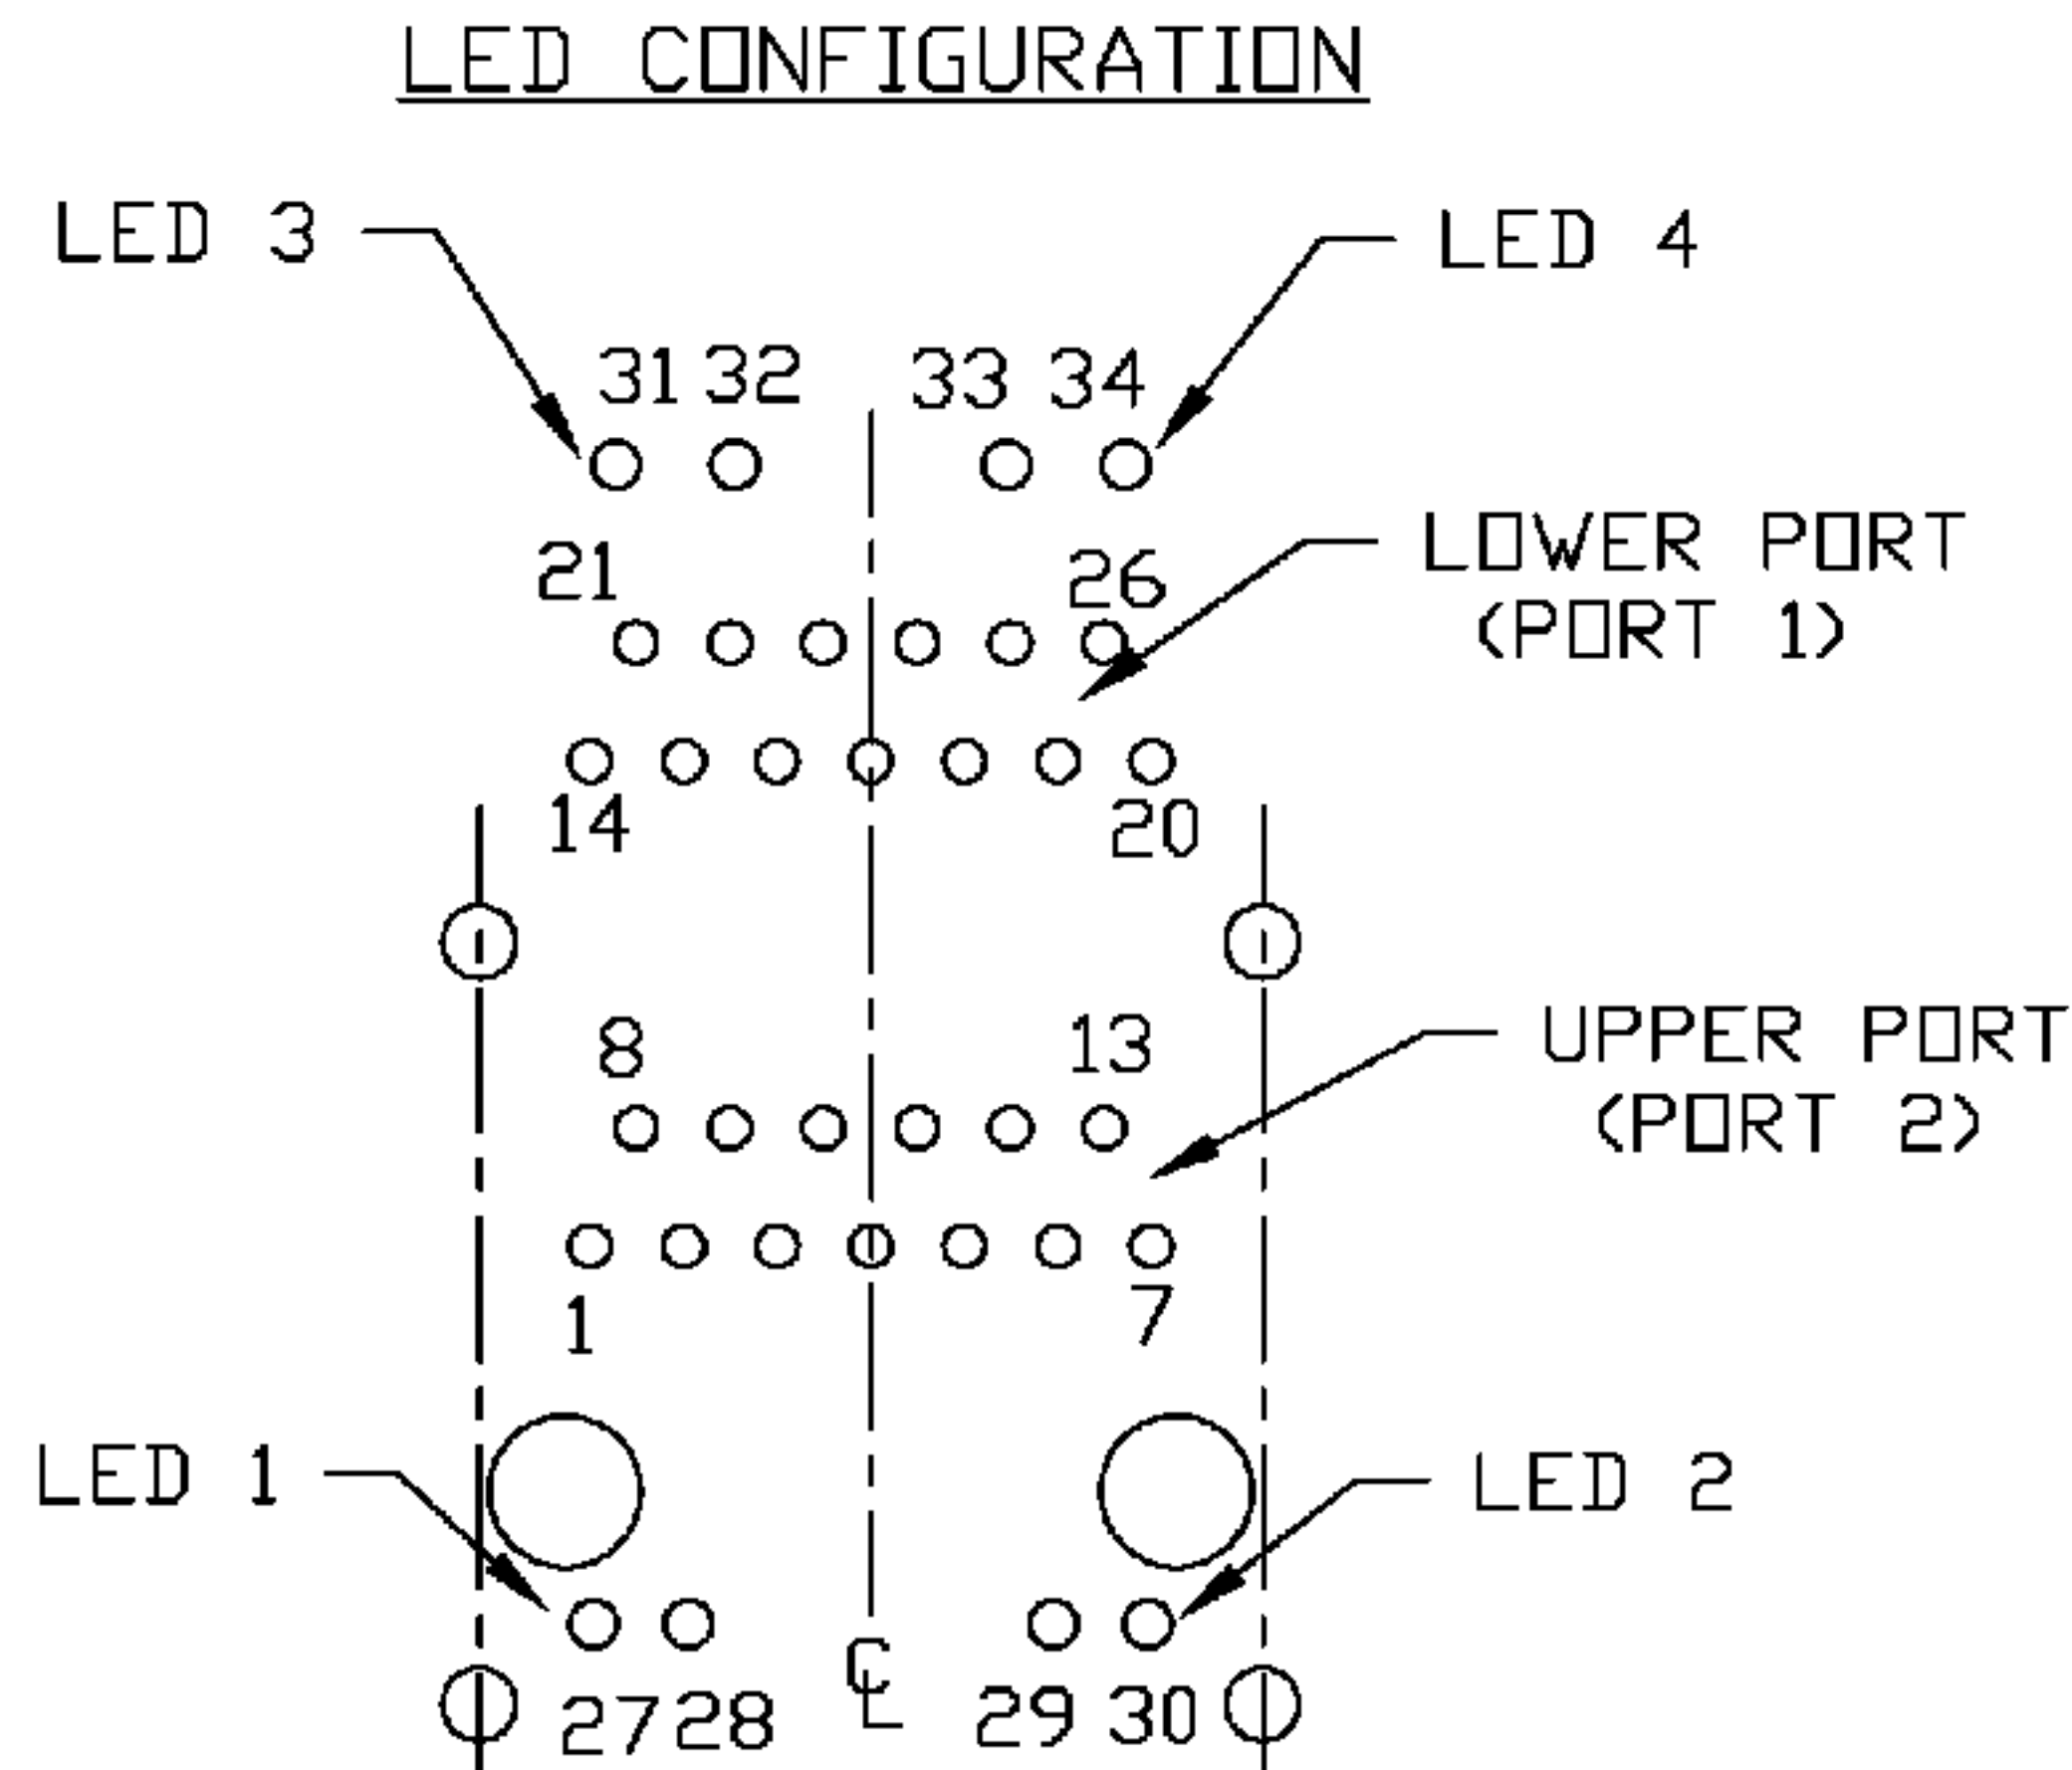 LED CONFIGURATION
LED 3
LED 4
31 32 33 34
LOWER PORT
(PORT 1)
21 26
14 20
UPPER PORT
(PORT 2)
8 13
1 7
LED 1
LED 2
CL
27 28 29 30